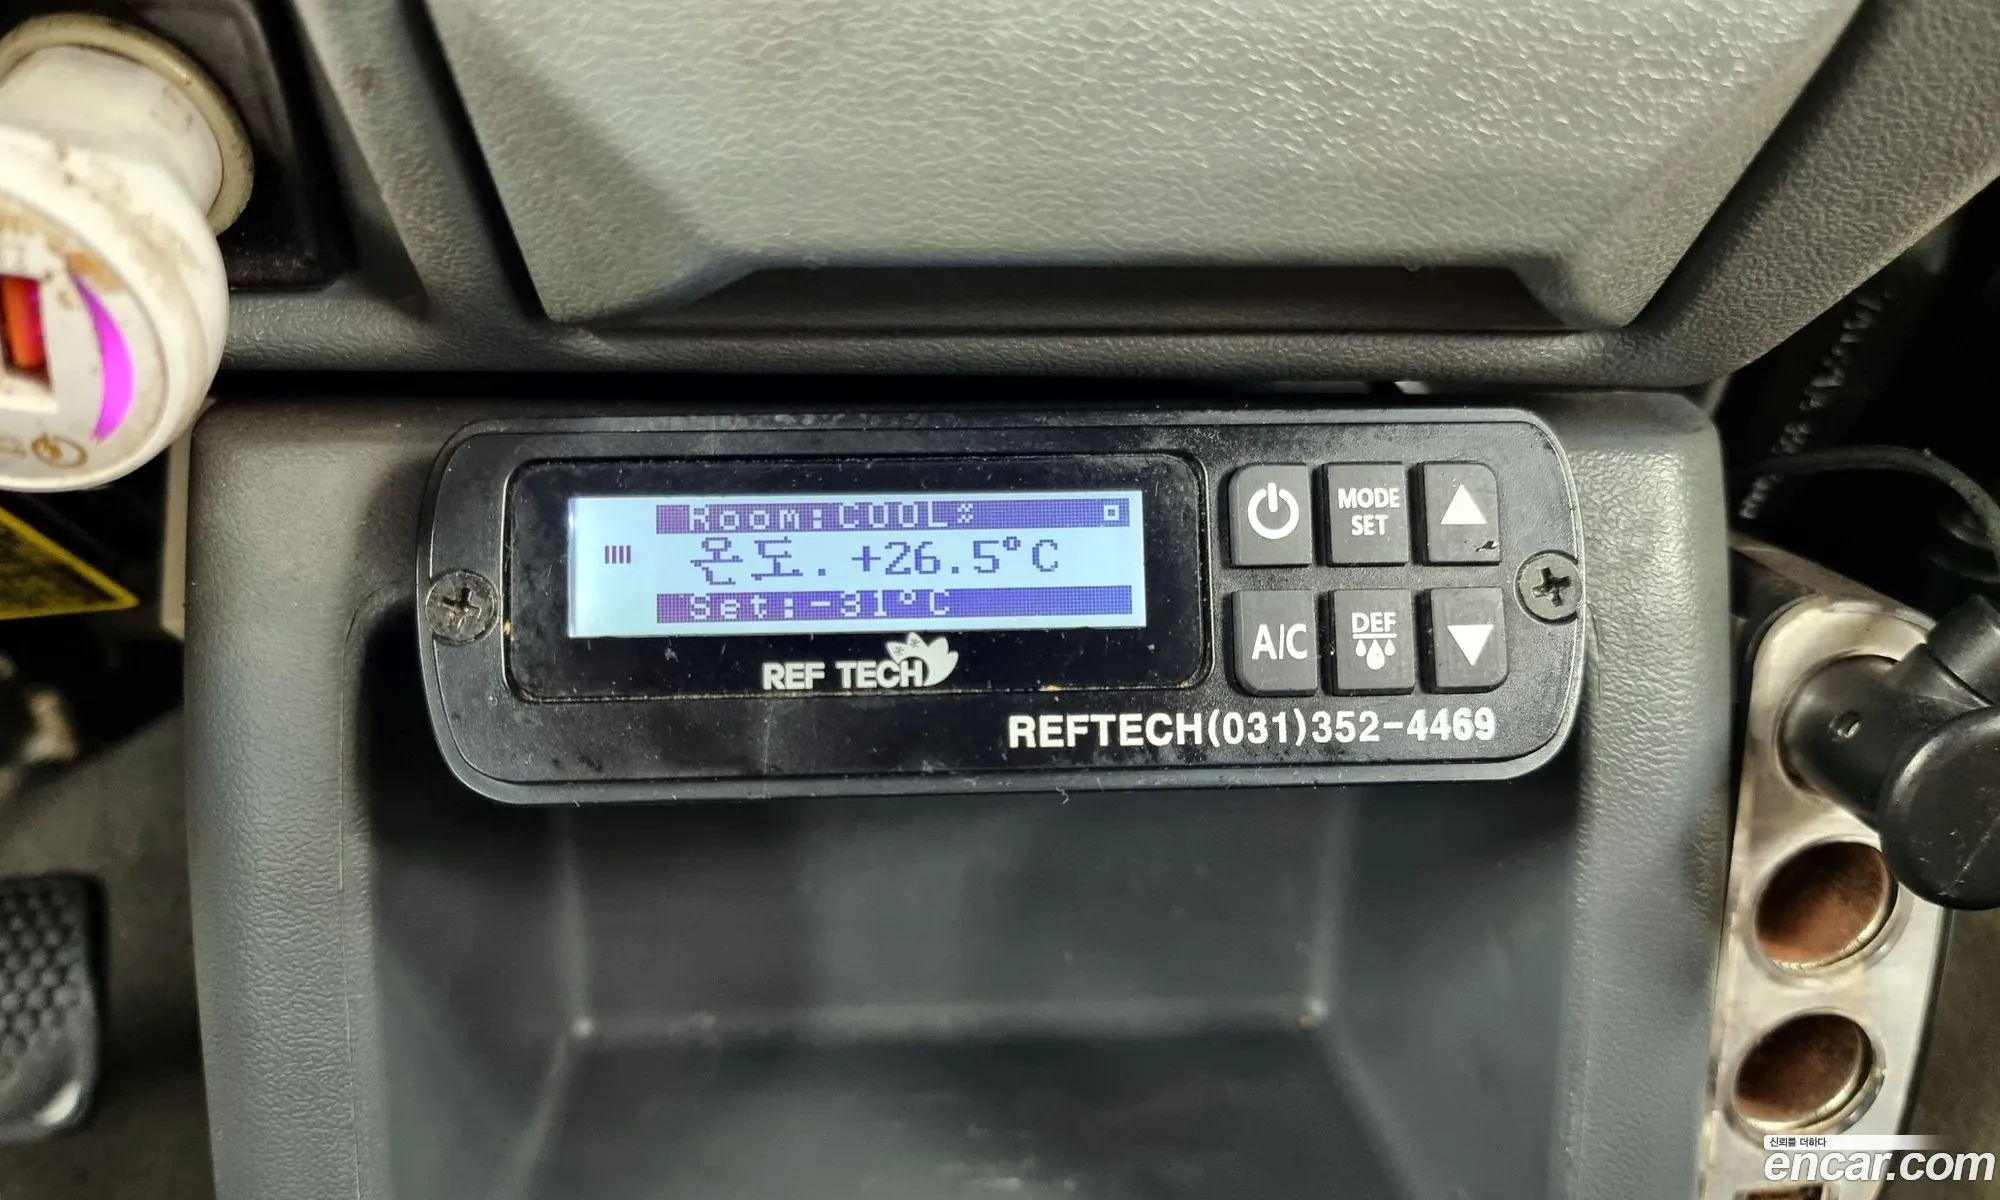 Room:COOL
온도. +26.5°C
Set:-31°C
REF TECH
MODE
SET
A/C
DEF
REFTECH(031)352-4469
신뢰를 더하다
encar.com